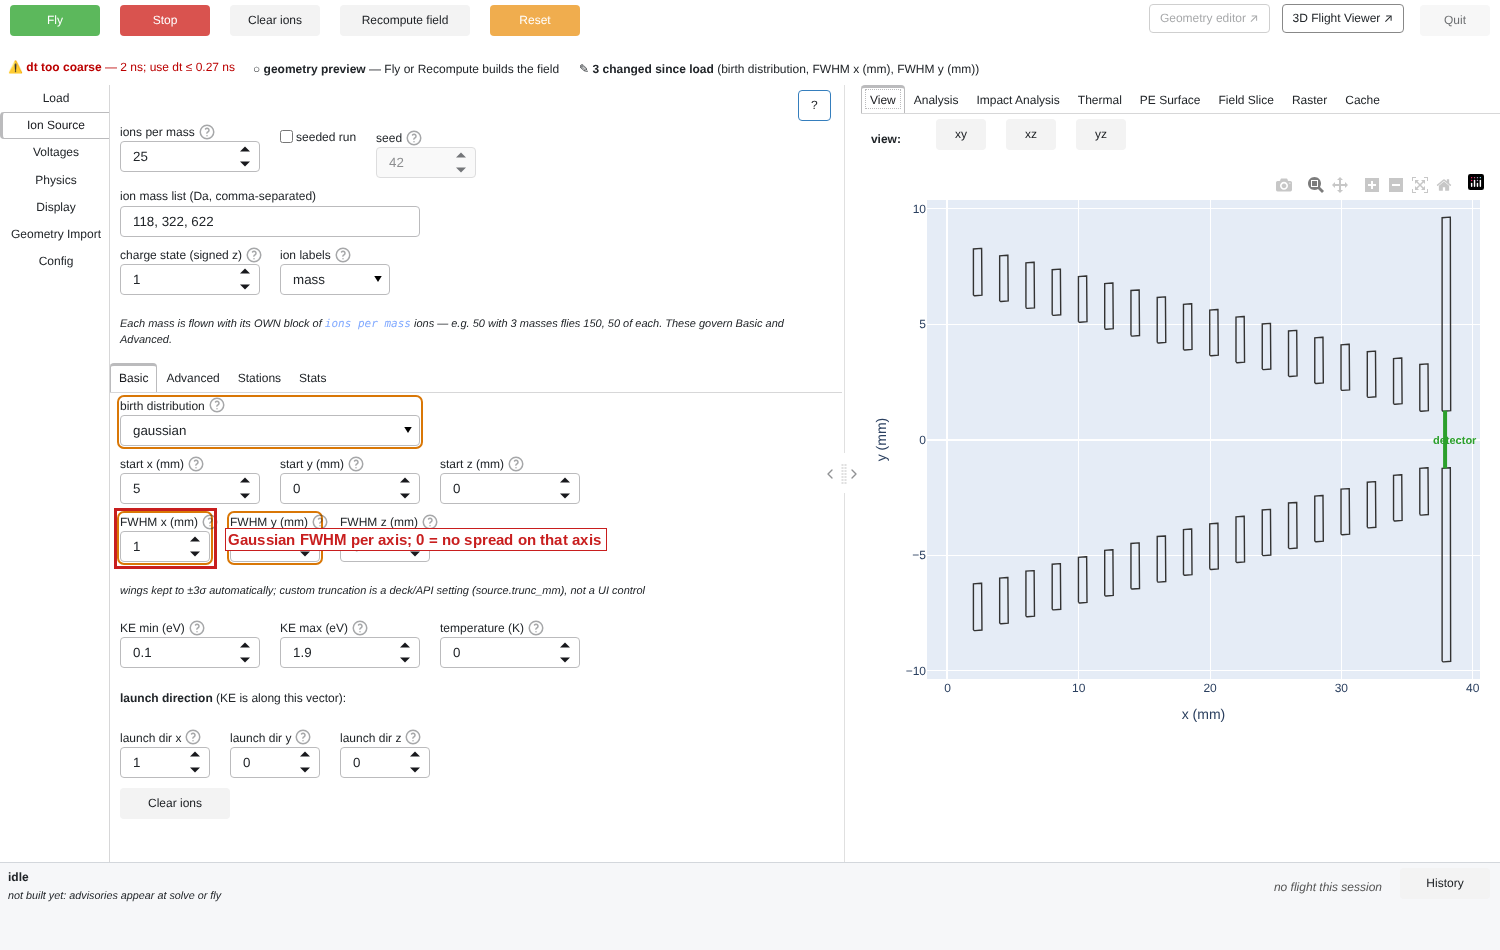 Fly
Stop
Clear ions
Recompute field
Reset
Geometry editor ↗
3D Flight Viewer ↗
Quit
⚠️ dt too coarse — 2 ns; use dt ≤ 0.27 ns
○ geometry preview — Fly or Recompute builds the field
✎ 3 changed since load (birth distribution, FWHM x (mm), FWHM y (mm))
Load
Ion Source
Voltages
Physics
Display
Geometry Import
Config
?
ions per mass ?
25
seeded run
seed ?
42
ion mass list (Da, comma-separated)
118, 322, 622
charge state (signed z) ?
1
ion labels ?
mass
Each mass is flown with its OWN block of ions per mass ions — e.g. 50 with 3 masses flies 150, 50 of each. These govern Basic and
Advanced.
Basic
Advanced
Stations
Stats
birth distribution ?
gaussian
start x (mm) ?
5
start y (mm) ?
0
start z (mm) ?
0
FWHM x (mm) ?
1
FWHM y (mm) ?
FWHM z (mm) ?
Gaussian FWHM per axis; 0 = no spread on that axis
wings kept to ±3σ automatically; custom truncation is a deck/API setting (source.trunc_mm), not a UI control
KE min (eV) ?
0.1
KE max (eV) ?
1.9
temperature (K) ?
0
launch direction (KE is along this vector):
launch dir x ?
1
launch dir y ?
0
launch dir z ?
0
Clear ions
View
Analysis
Impact Analysis
Thermal
PE Surface
Field Slice
Raster
Cache
view:
xy
xz
yz
10
5
0
−5
−10
y (mm)
detector
0
10
20
30
40
x (mm)
idle
not built yet: advisories appear at solve or fly
no flight this session
History